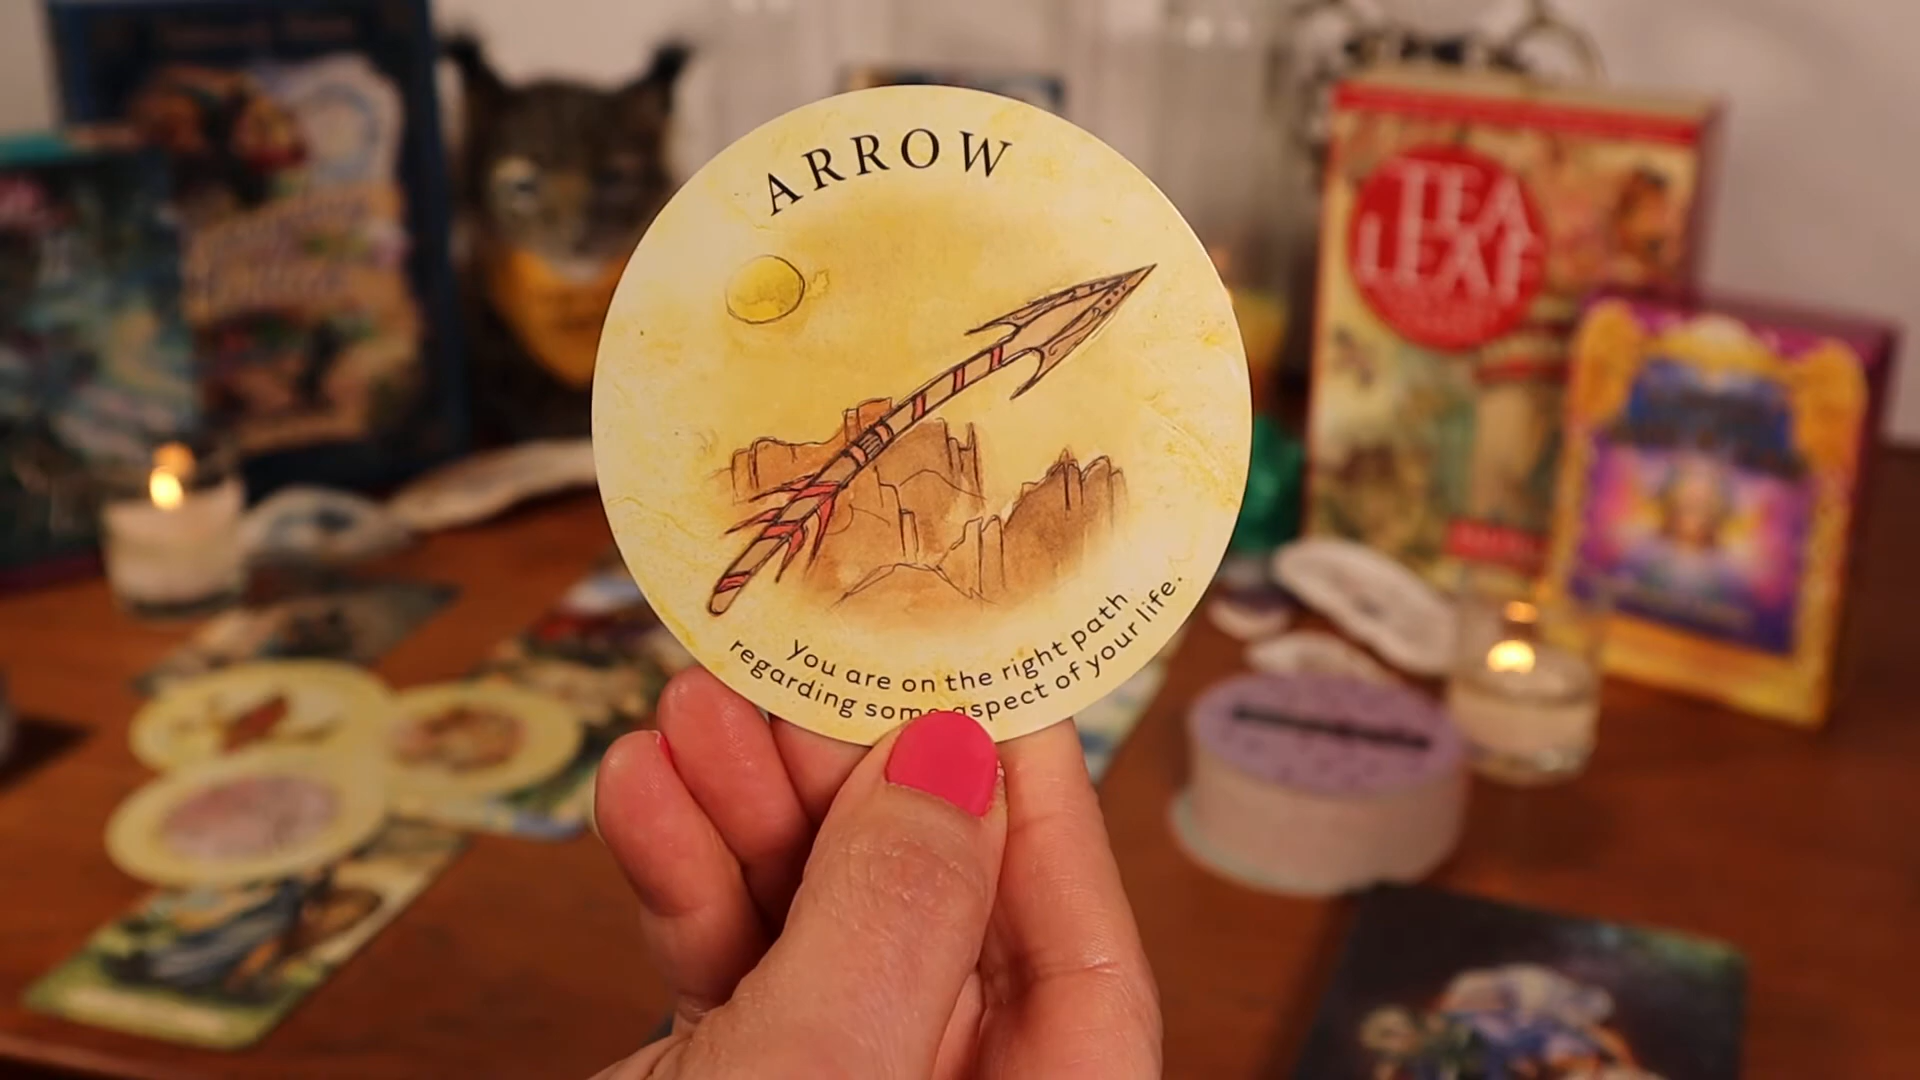 ARROW
You are on the right path
regarding some aspect of your life.
TEA
LEAF